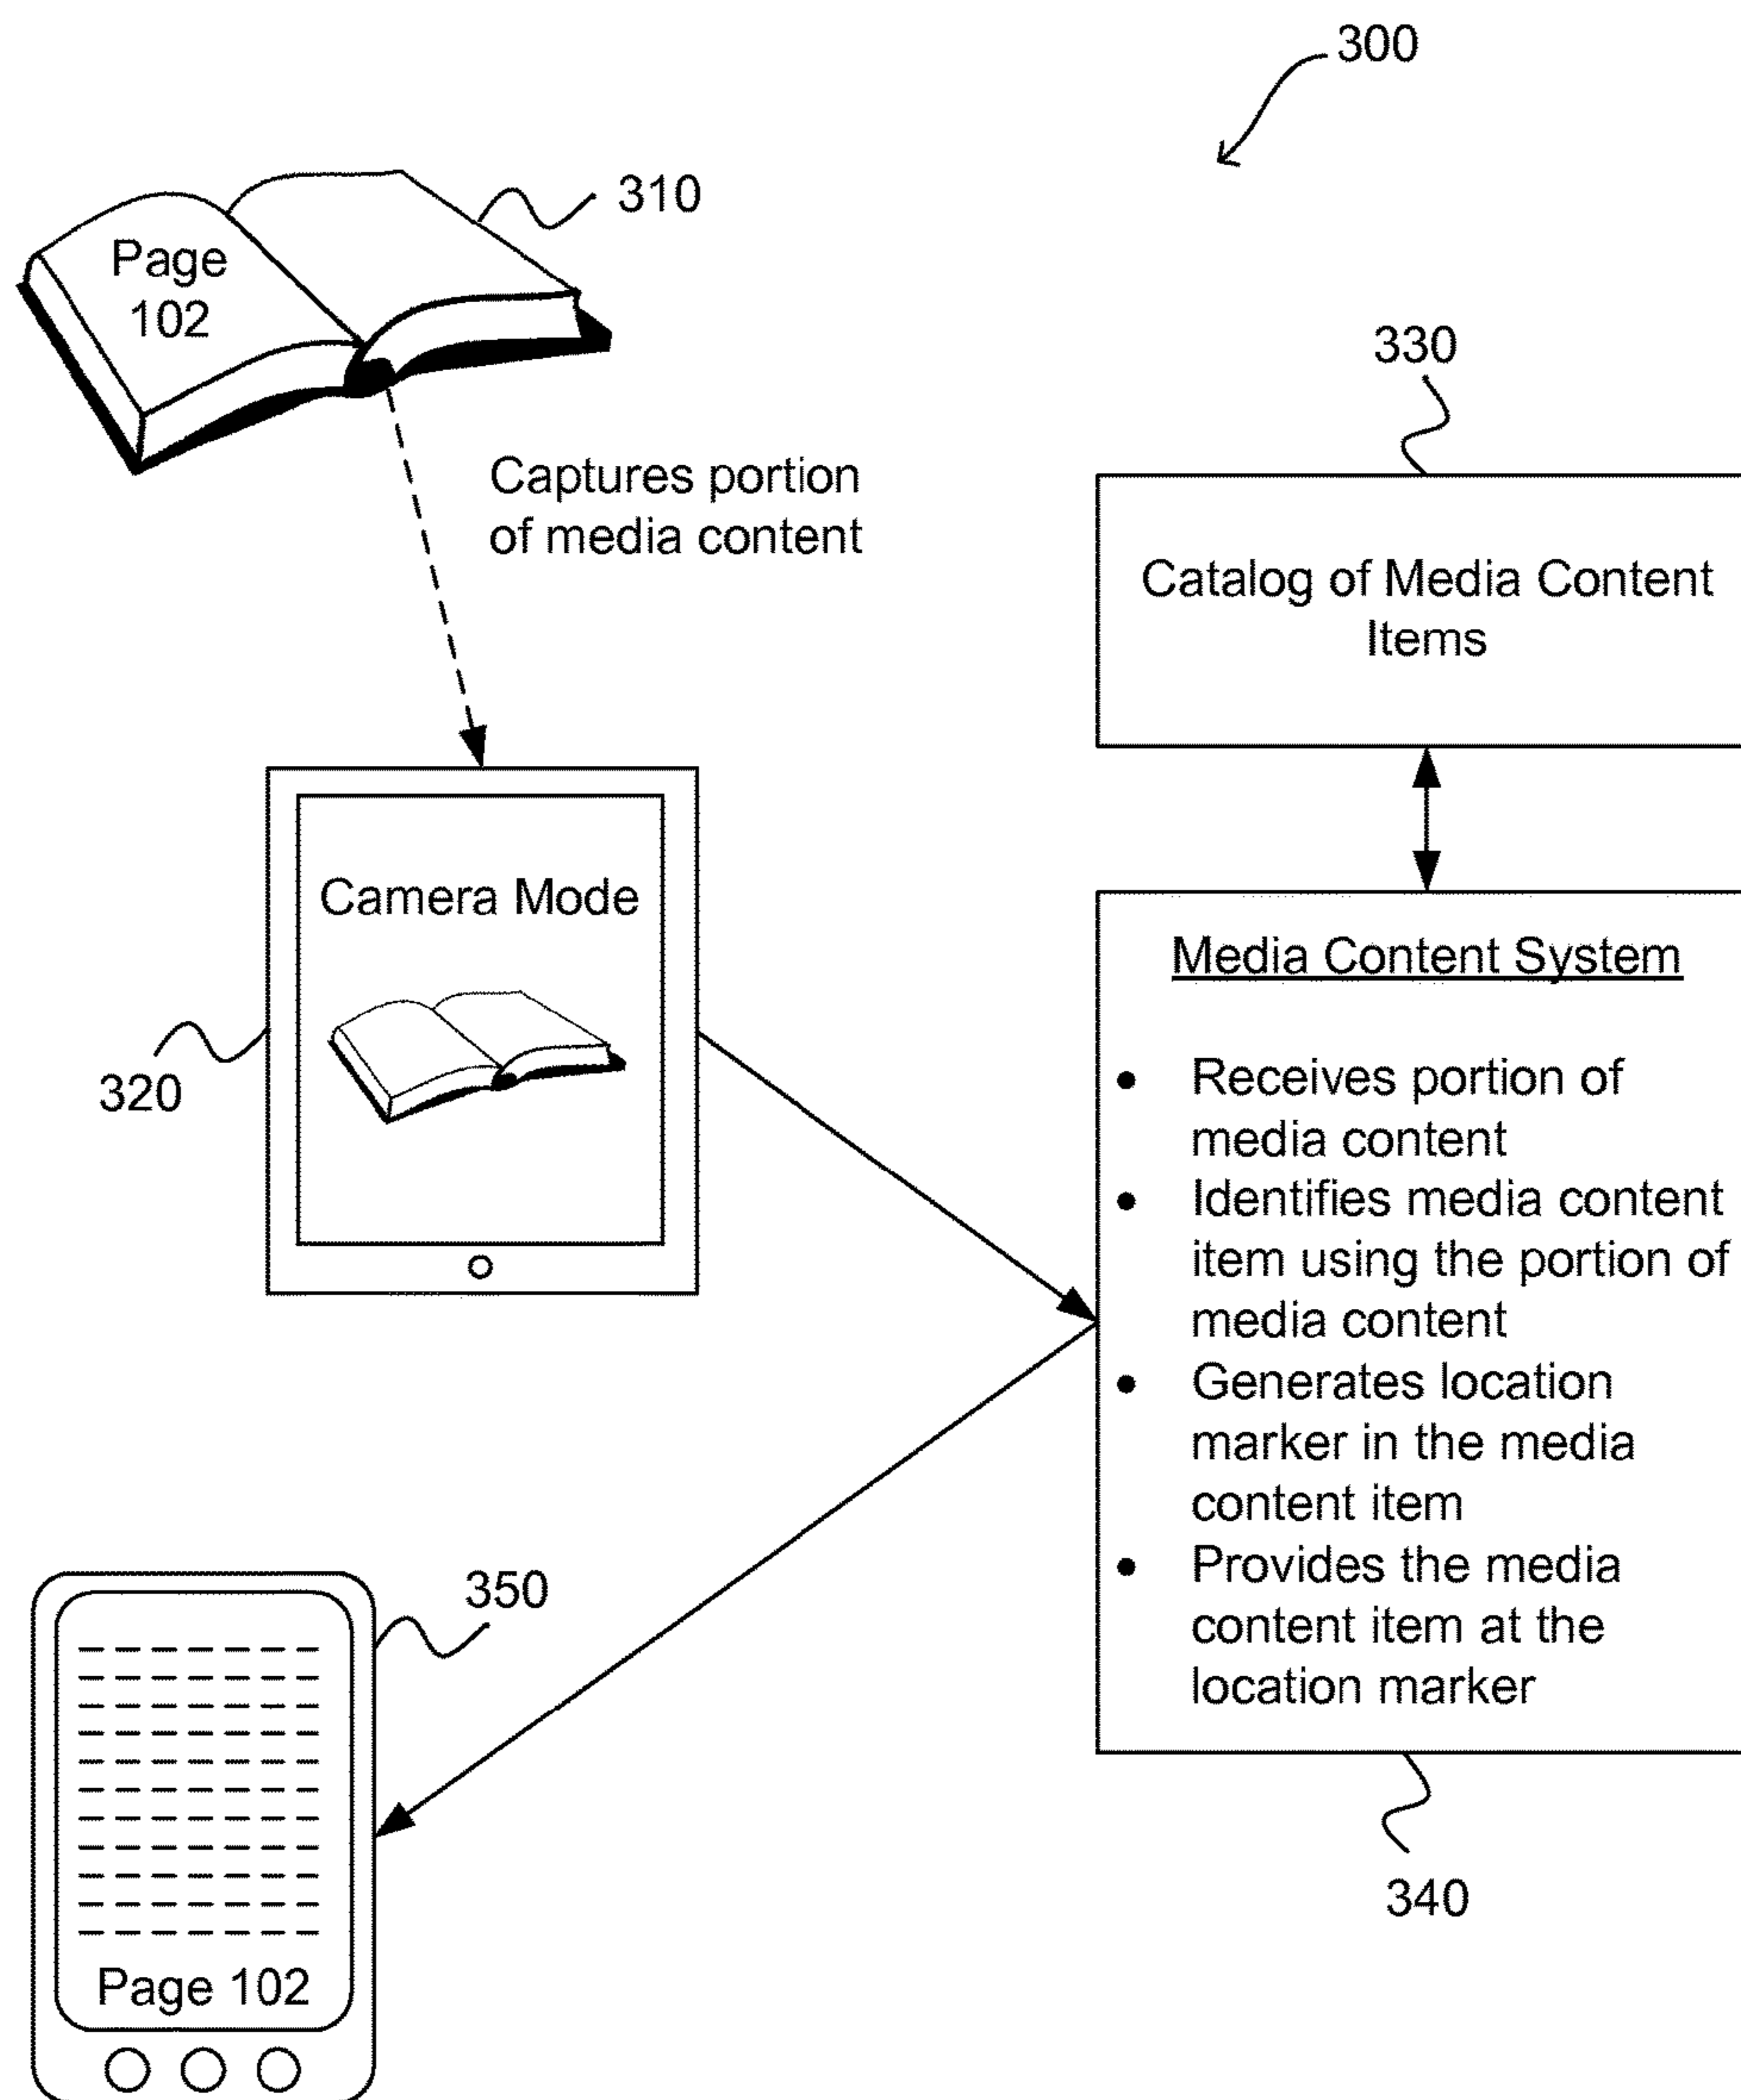 300
310
Page
102
Captures portion
of media content
330
Catalog of Media Content
Items
Camera Mode
320
Media Content System
• Receives portion of
media content
• Identifies media content
item using the portion of
media content
• Generates location
marker in the media
content item
• Provides the media
content item at the
location marker
350
Page 102
340